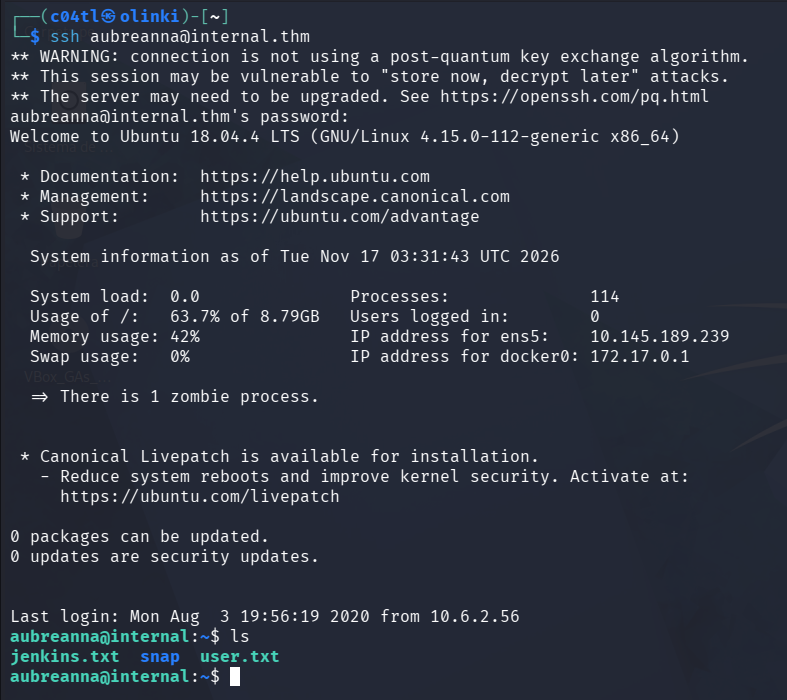 ┌──(c04tl㉿olinki)-[~]
└─$ ssh aubreanna@internal.thm
** WARNING: connection is not using a post-quantum key exchange algorithm.
** This session may be vulnerable to "store now, decrypt later" attacks.
** The server may need to be upgraded. See https://openssh.com/pq.html
aubreanna@internal.thm's password:
Welcome to Ubuntu 18.04.4 LTS (GNU/Linux 4.15.0-112-generic x86_64)

 * Documentation:  https://help.ubuntu.com
 * Management:     https://landscape.canonical.com
 * Support:        https://ubuntu.com/advantage

  System information as of Tue Nov 17 03:31:43 UTC 2026

  System load:  0.0               Processes:              114
  Usage of /:   63.7% of 8.79GB   Users logged in:        0
  Memory usage: 42%               IP address for ens5:    10.145.189.239
  Swap usage:   0%                IP address for docker0: 172.17.0.1

  => There is 1 zombie process.


 * Canonical Livepatch is available for installation.
   - Reduce system reboots and improve kernel security. Activate at:
     https://ubuntu.com/livepatch

0 packages can be updated.
0 updates are security updates.


Last login: Mon Aug  3 19:56:19 2020 from 10.6.2.56
aubreanna@internal:~$ ls
jenkins.txt  snap  user.txt
aubreanna@internal:~$